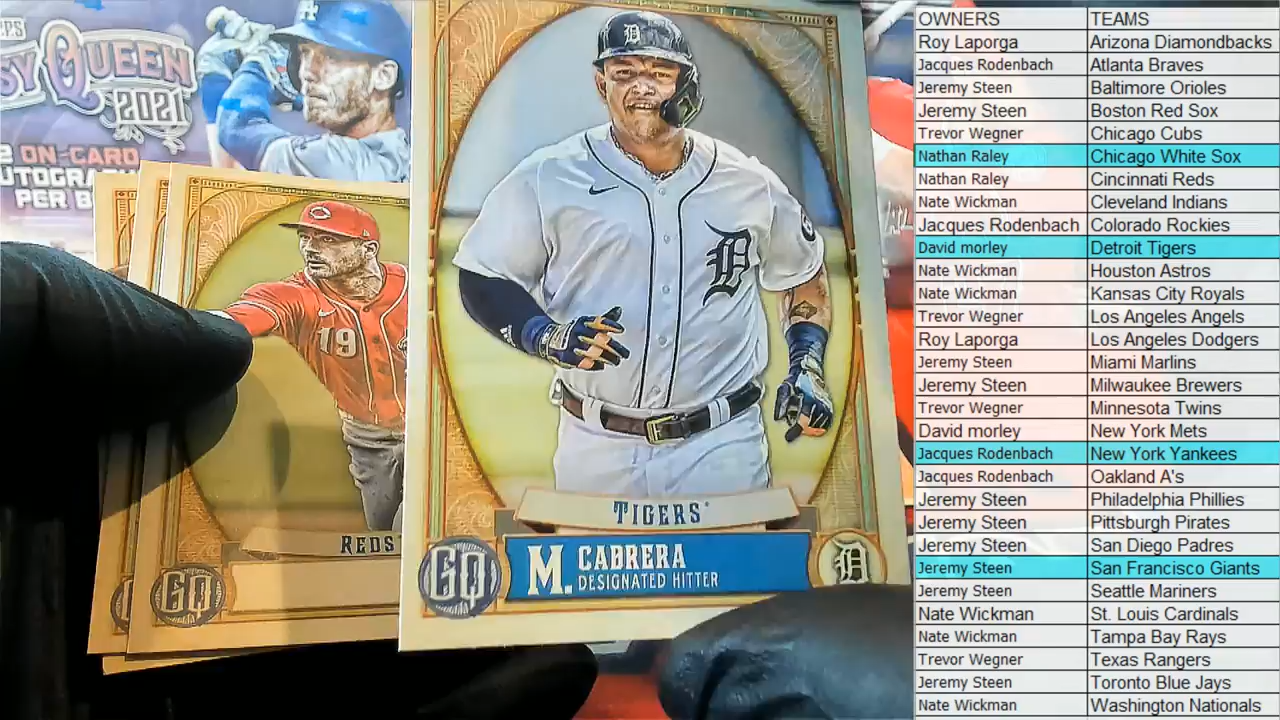 PS
SY QUEEN
2021
ON-CARD
UTOGRA
PER B
19
REDS
GQ
D
D
TIGERS
M. CABRERA
DESIGNATED HITTER
GQ
D
OWNERS TEAMS
Roy Laporga Arizona Diamondbacks
Jacques Rodenbach Atlanta Braves
Jeremy Steen Baltimore Orioles
Jeremy Steen Boston Red Sox
Trevor Wegner Chicago Cubs
Nathan Raley Chicago White Sox
Nathan Raley Cincinnati Reds
Nate Wickman Cleveland Indians
Jacques Rodenbach Colorado Rockies
David morley Detroit Tigers
Nate Wickman Houston Astros
Nate Wickman Kansas City Royals
Trevor Wegner Los Angeles Angels
Roy Laporga Los Angeles Dodgers
Jeremy Steen Miami Marlins
Jeremy Steen Milwaukee Brewers
Trevor Wegner Minnesota Twins
David morley New York Mets
Jacques Rodenbach New York Yankees
Jacques Rodenbach Oakland A's
Jeremy Steen Philadelphia Phillies
Jeremy Steen Pittsburgh Pirates
Jeremy Steen San Diego Padres
Jeremy Steen San Francisco Giants
Jeremy Steen Seattle Mariners
Nate Wickman St. Louis Cardinals
Nate Wickman Tampa Bay Rays
Trevor Wegner Texas Rangers
Jeremy Steen Toronto Blue Jays
Nate Wickman Washington Nationals